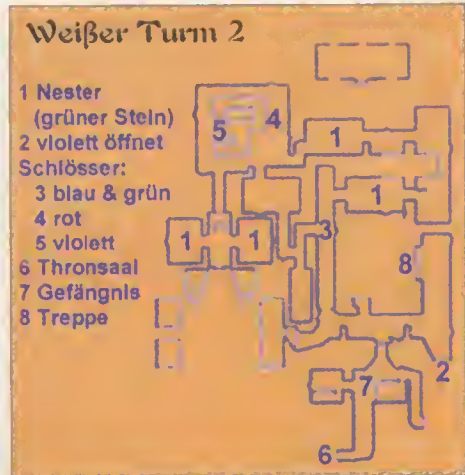 Weißer Turm 2
1 Nester
(grüner Stein)
2 violett öffnet
Schlösser:
3 blau & grün
4 rot
5 violett
6 Thronsaal
7 Gefängnis
8 Treppe
5 4
1
1
1 1
3
8
2
7
6